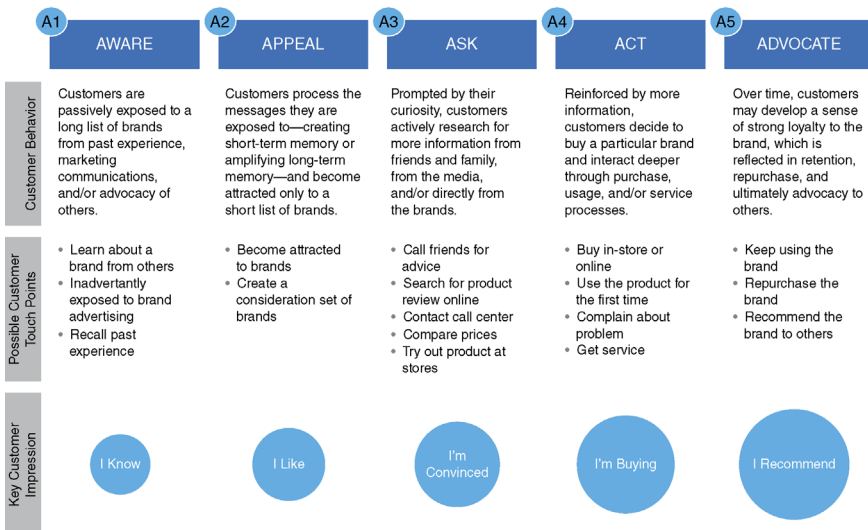 A1
AWARE
A2
APPEAL
A3
ASK
A4
ACT
A5
ADVOCATE
Customer Behavior
Customers are
passively exposed to a
long list of brands
from past experience,
marketing
communications,
and/or advocacy of
others.
Customers process the
messages they are
exposed to—creating
short-term memory or
amplifying long-term
memory—and become
attracted only to a
short list of brands.
Prompted by their
curiosity, customers
actively research for
more information from
friends and family,
from the media,
and/or directly from
the brands.
Reinforced by more
information,
customers decide to
buy a particular brand
and interact deeper
through purchase,
usage, and/or service
processes.
Over time, customers
may develop a sense
of strong loyalty to the
brand, which is
reflected in retention,
repurchase, and
ultimately advocacy to
others.
Possible Customer
Touch Points
• Learn about a
brand from others
• Inadvertantly
exposed to brand
advertising
• Recall past
experience
• Become attracted
to brands
• Create a
consideration set of
brands
• Call friends for
advice
• Search for product
review online
• Contact call center
• Compare prices
• Try out product at
stores
• Buy in-store or
online
• Use the product for
the first time
• Complain about
problem
• Get service
• Keep using the
brand
• Repurchase the
brand
• Recommend the
brand to others
Key Customer
Impression
I Know
I Like
I'm
Convinced
I'm Buying
I Recommend